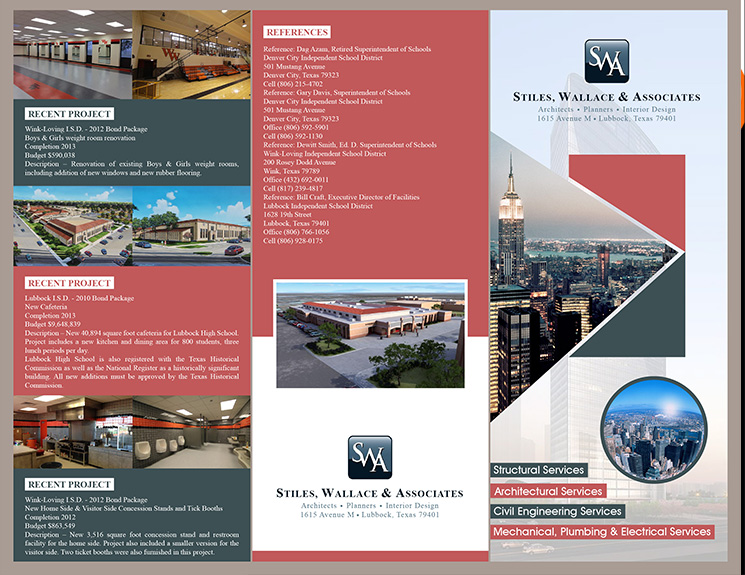 RECENT PROJECT
Wink-Loving I.S.D. - 2012 Bond Package
Boys & Girls weight room renovation
Completion 2013
Budget $590,038
Description – Renovation of existing Boys & Girls weight rooms,
including addition of new windows and new rubber flooring.
RECENT PROJECT
Lubbock I.S.D. - 2010 Bond Package
New Cafeteria
Completion 2013
Budget $9,648,839
Description – New 40,894 square foot cafeteria for Lubbock High School.
Project includes a new kitchen and dining area for 800 students, three
lunch periods per day.
Lubbock High School is also registered with the Texas Historical
Commission as well as the National Register as a historically significant
building. All new additions must be approved by the Texas Historical
Commission.
RECENT PROJECT
Wink-Loving I.S.D. - 2012 Bond Package
New Home Side & Visitor Side Concession Stands and Tick Booths
Completion 2012
Budget $863,549
Description – New 3,516 square foot concession stand and restroom
facility for the home side. Project also included a smaller version for the
visitor side. Two ticket booths were also furnished in this project.
REFERENCES
Reference: Dag Azam, Retired Superintendent of Schools
Denver City Independent School District
501 Mustang Avenue
Denver City, Texas 79323
Cell (806) 215-4702
Reference: Gary Davis, Superintendent of Schools
Denver City Independent School District
501 Mustang Avenue
Denver City, Texas 79323
Office (806) 592-5901
Cell (806) 592-1130
Reference: Dewitt Smith, Ed. D. Superintendent of Schools
Wink-Loving Independent School District
200 Rosey Dodd Avenue
Wink, Texas 79789
Office (432) 692-0011
Cell (817) 239-4817
Reference: Bill Craft, Executive Director of Facilities
Lubbock Independent School District
1628 19th Street
Lubbock, Texas 79401
Office (806) 766-1056
Cell (806) 928-0175
SWA
STILES, WALLACE & ASSOCIATES
Architects • Planners • Interior Design
1615 Avenue M • Lubbock, Texas 79401
SWA
STILES, WALLACE & ASSOCIATES
Architects • Planners • Interior Design
1615 Avenue M • Lubbock, Texas 79401
Structural Services
Architectural Services
Civil Engineering Services
Mechanical, Plumbing & Electrical Services